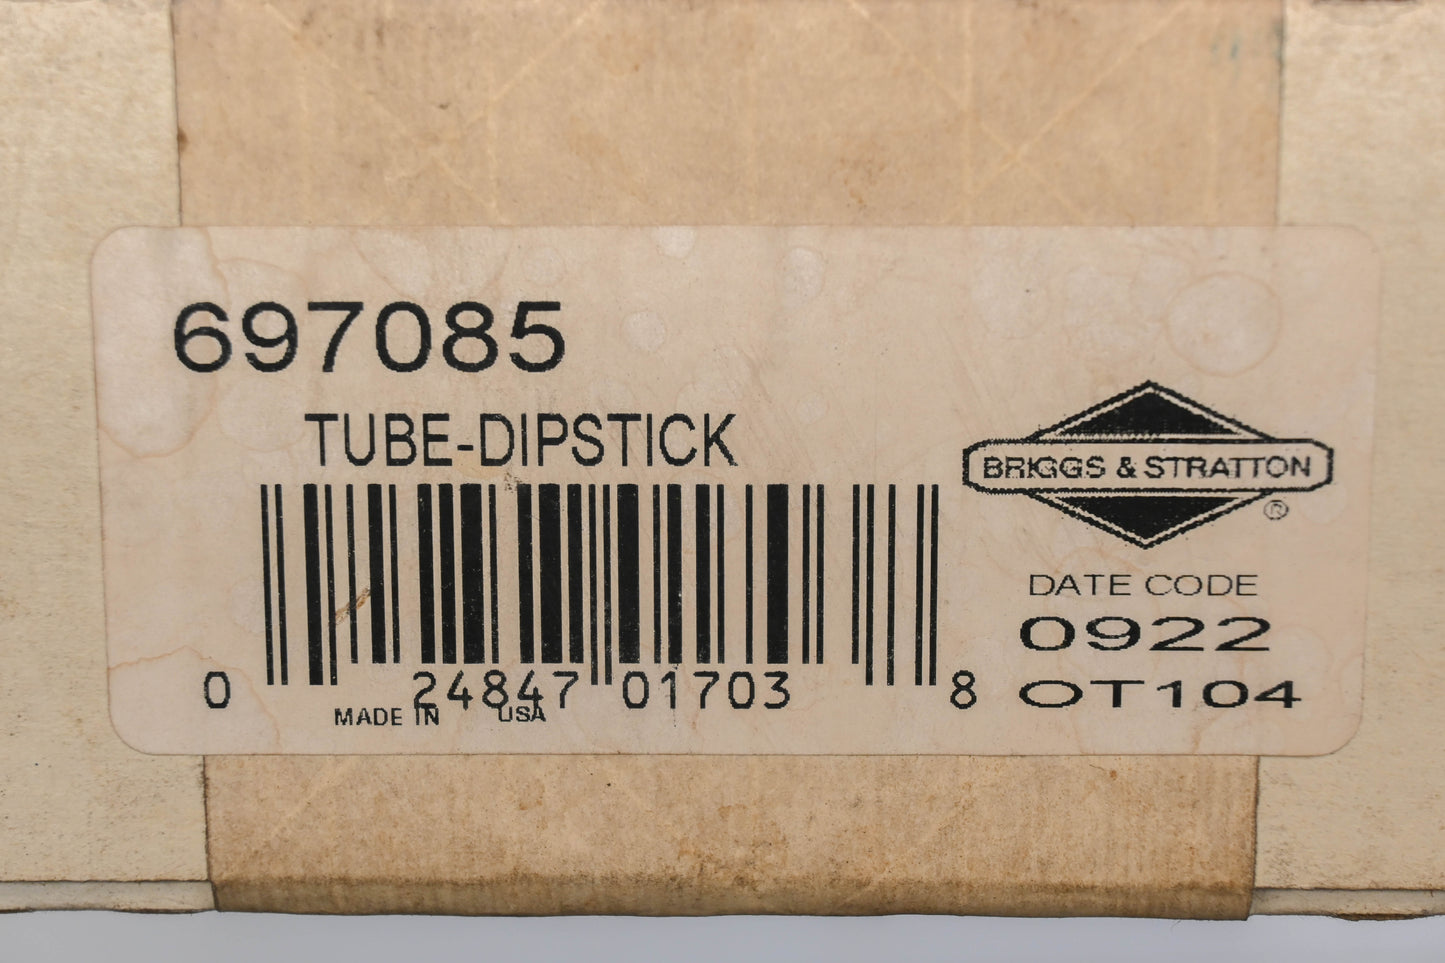 697085
TUBE-DIPSTICK
BRIGGS & STRATTON
®
DATE CODE
0922
OT104
0 24847 01703 8
MADE IN USA